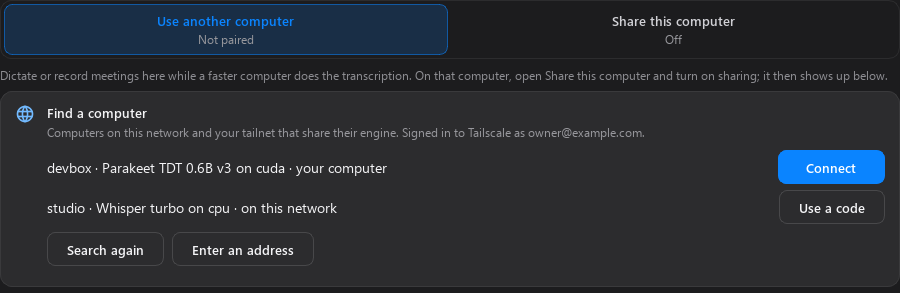 Use another computer
Not paired
Share this computer
Off
Dictate or record meetings here while a faster computer does the transcription. On that computer, open Share this computer and turn on sharing; it then shows up below.
Find a computer
Computers on this network and your tailnet that share their engine. Signed in to Tailscale as owner@example.com.
devbox · Parakeet TDT 0.6B v3 on cuda · your computer
Connect
studio · Whisper turbo on cpu · on this network
Use a code
Search again
Enter an address